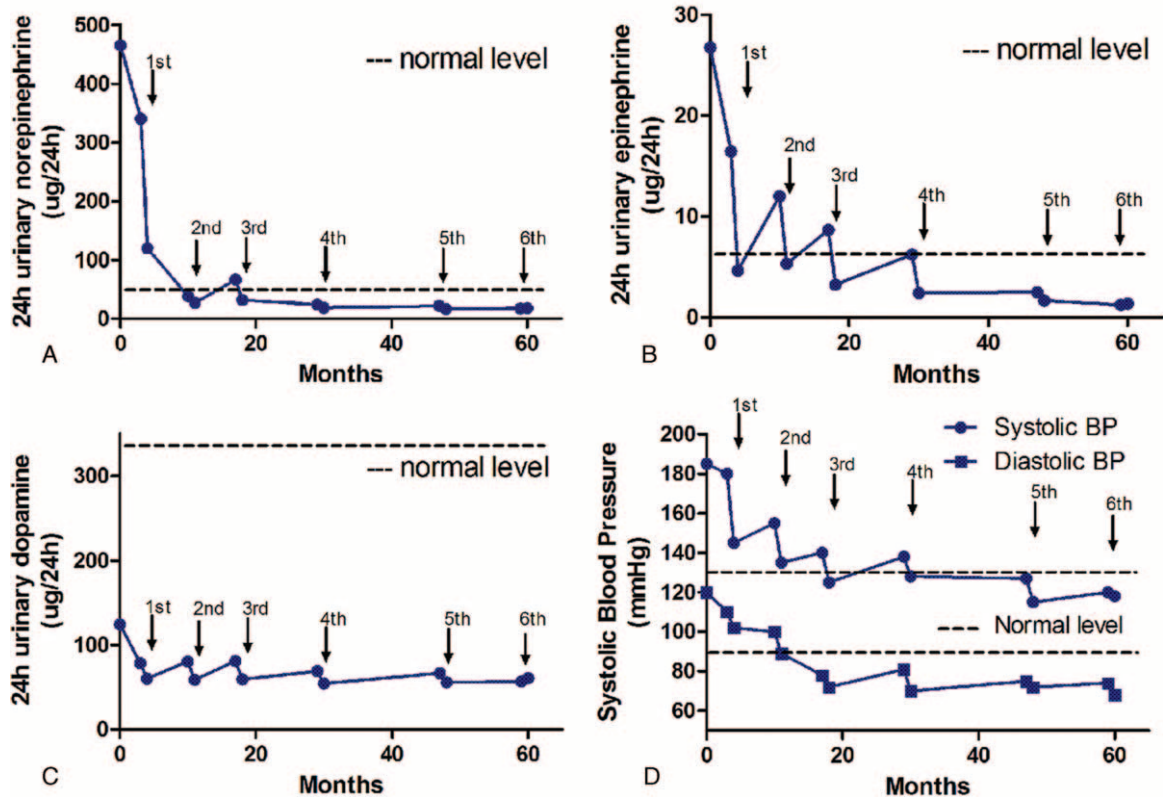 24h urinary norepinephrine
(ug/24h)
500
400
300
200
100
0
1st
2nd
3rd
4th
5th
6th
normal level
0
20
40
60
Months
A
24h urinary epinephrine
(ug/24h)
30
20
10
0
1st
2nd
3rd
4th
5th
6th
normal level
0
20
40
60
Months
B
24h urinary dopamine
(ug/24h)
300
200
100
0
normal level
1st
2nd
3rd
4th
5th
6th
0
20
40
60
Months
C
Systolic Blood Pressure
(mmHg)
200
180
160
140
130
120
100
80
60
1st
2nd
3rd
4th
5th
6th
Systolic BP
Diastolic BP
Normal level
0
20
40
60
Months
D